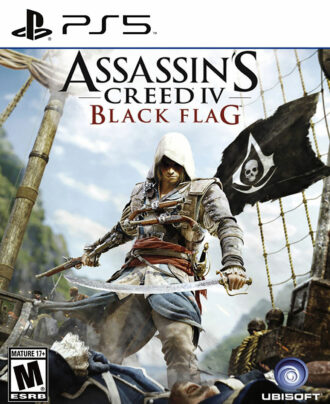 PS5
ASSASSIN'S
CREED IV
BLACK FLAG
MATURE 17+
M
ESRB
UBISOFT